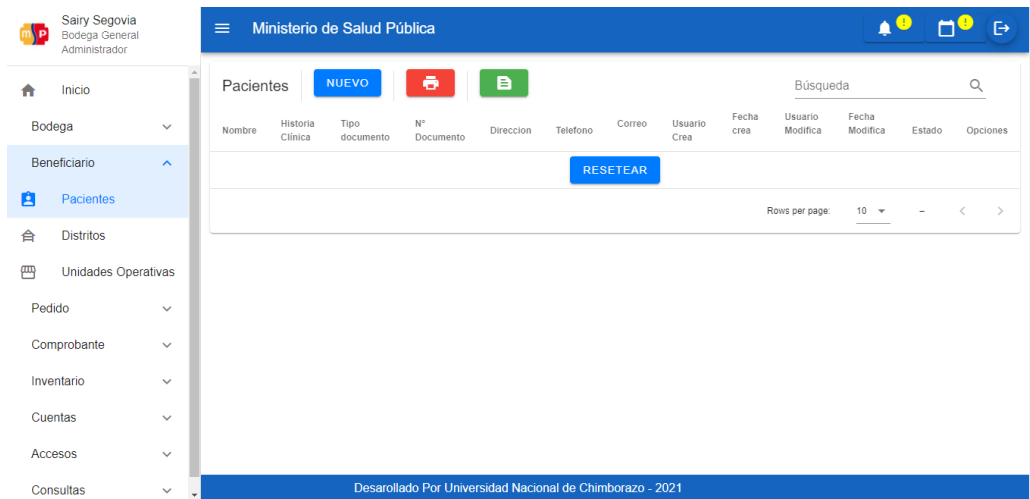 Sairy Segovia
Bodega General
Administrador
Inicio
Bodega
Beneficiario
Pacientes
Distritos
Unidades Operativas
Pedido
Comprobante
Inventario
Cuentas
Accesos
Consultas
Ministerio de Salud Pública
Pacientes NUEVO Búsqueda
Nombre Historia Clínica Tipo documento N° Documento Direccion Telefono Correo Usuario Crea Fecha crea Usuario Modifica Fecha Modifica Estado Opciones
RESETEAR
Rows per page: 10 –
Desarollado Por Universidad Nacional de Chimborazo - 2021